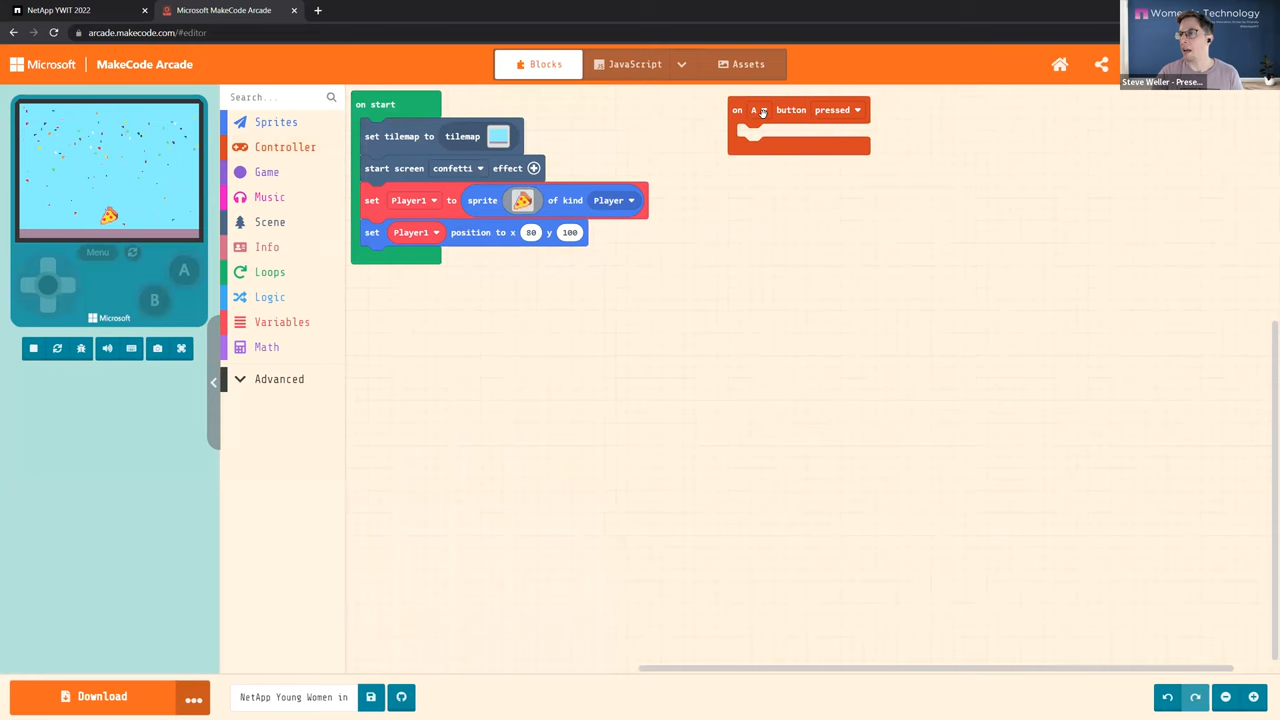 NetApp YWIT 2022
Microsoft MakeCode Arcade
arcade.makecode.com/#editor
Women in Technology
Steve Weller - Prese...
Microsoft
MakeCode Arcade
Blocks
JavaScript
Assets
Search...
Sprites
Controller
Game
Music
Scene
Info
Loops
Logic
Variables
Math
Advanced
Menu
A
B
Microsoft
on start
set tilemap to tilemap
start screen confetti effect
set Player1 to sprite of kind Player
set Player1 position to x 80 y 100
on A button pressed
Download
NetApp Young Women in